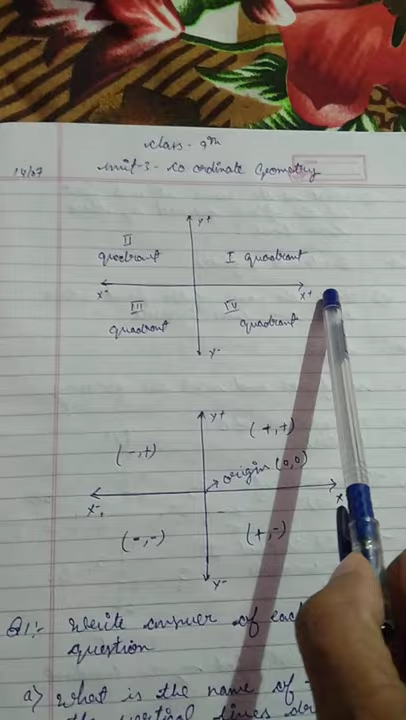 Class - 9th
14/07
Unit-3 - Co ordinate Geometry
y+
II
quadrant
I quadrant
x-
x+
III
quadrant
IV
quadrant
y-
y+
(-,+)
(+,+)
origin (0,0)
x-
x
(-,-)
(+,-)
y-
Q1:- Write answer of each
question
a) What is the name of
the vertical lines